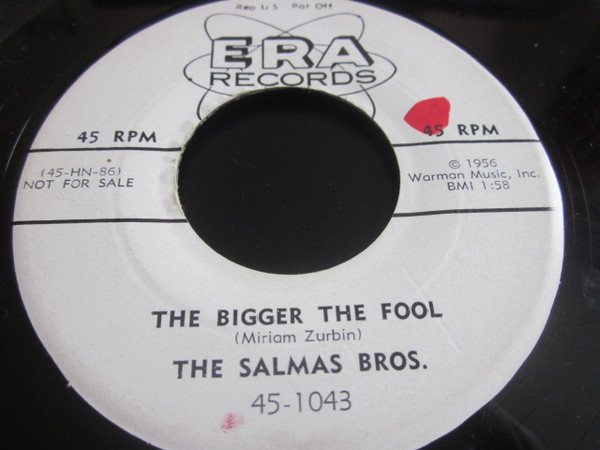 Reg U S Pat Off
ERA
RECORDS
45 RPM
45 RPM
(45-HN-86)
NOT FOR SALE
© 1956
Warman Music, Inc.
BMI 1:58
THE BIGGER THE FOOL
(Miriam Zurbin)
THE SALMAS BROS.
45-1043